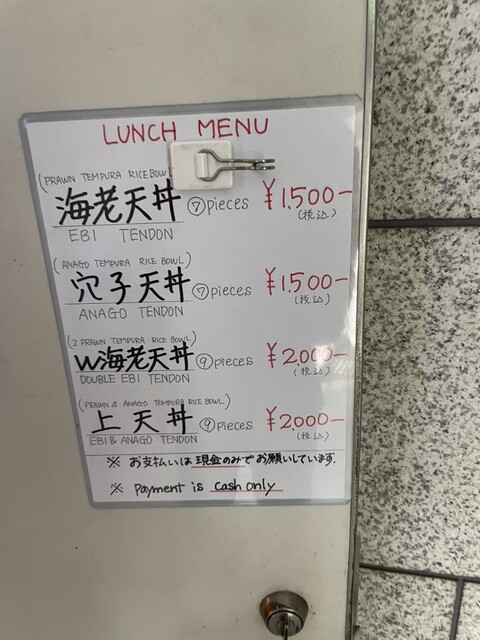 LUNCH MENU
(PRAWN TEMPURA RICE BOWL
海老天丼 ⑦pieces ¥1,500-
EBI TENDON (税込)
(ANAGO TEMPURA RICE BOWL)
穴子天丼 ⑦pieces ¥1,500-
ANAGO TENDON (税込)
(2 PRAWN TEMPURA RICE BOWL)
W海老天丼 ⑨pieces ¥2,000-
DOUBLE EBI TENDON (税込)
(PRAWN & ANAGO TEMPURA RICE BOWL)
上天丼 ⑨pieces ¥2,000-
EBI & ANAGO TENDON (税込)
※ お支払いは現金のみでお願いしています.
※ Payment is cash only